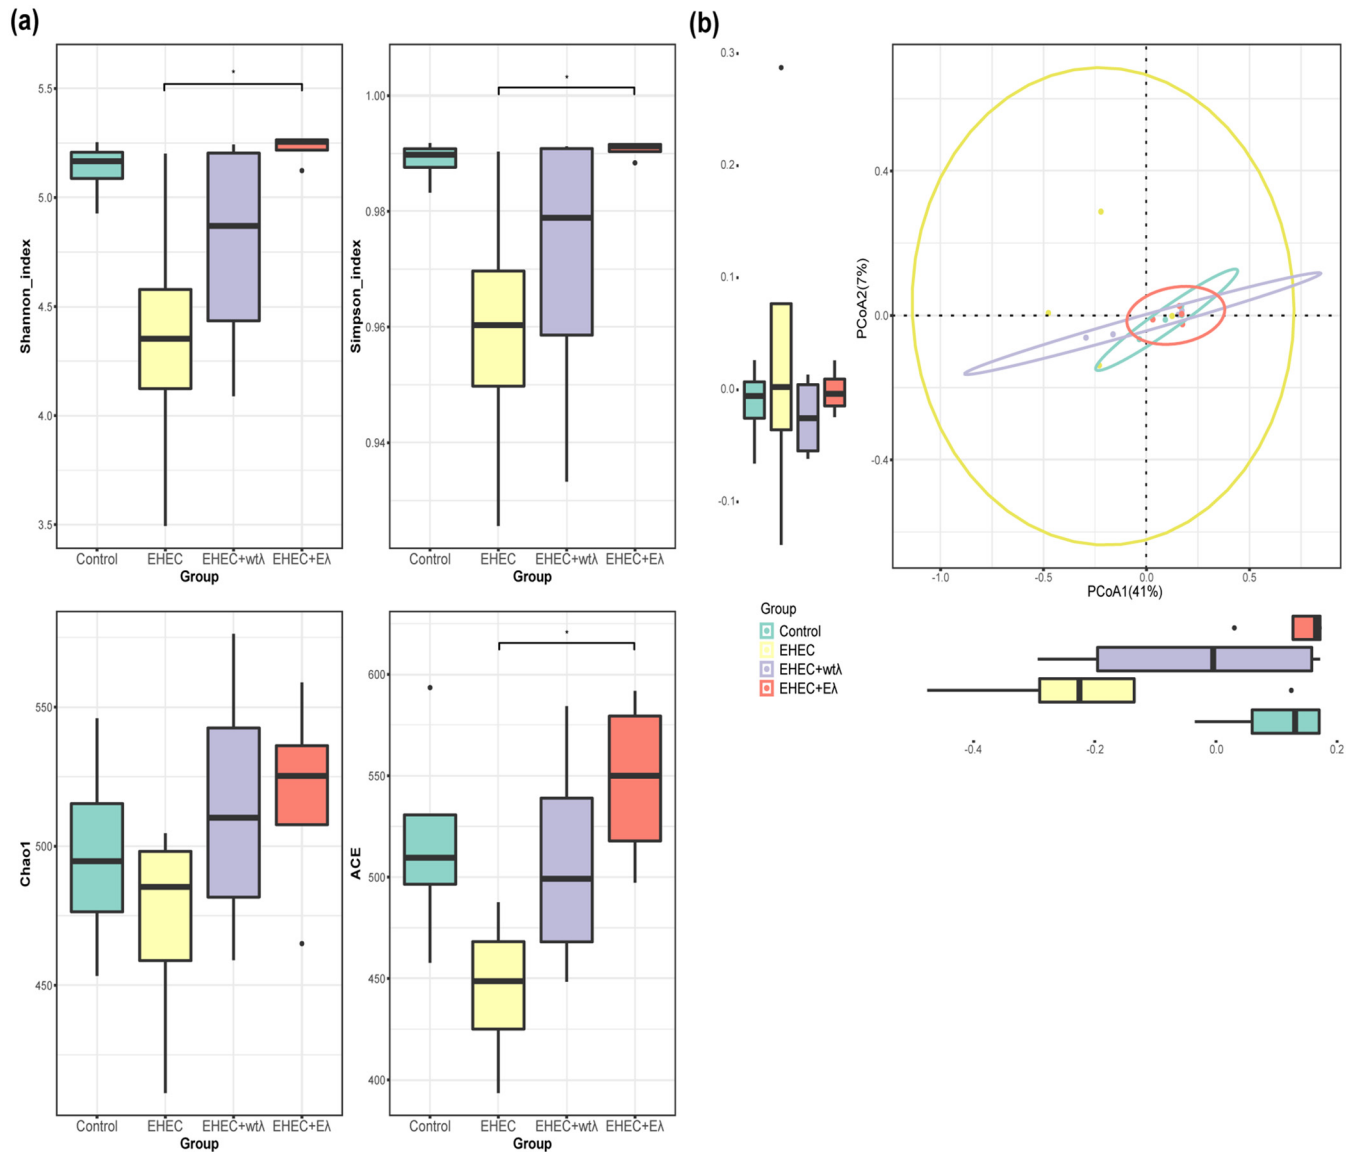 (a)
Shannon_index
5.5
5.0
4.5
4.0
3.5
*
Control EHEC EHEC+wtλ EHEC+Eλ
Group
Simpson_index
1.00
0.98
0.96
0.94
*
Control EHEC EHEC+wtλ EHEC+Eλ
Group
Chao1
550
500
450
Control EHEC EHEC+wtλ EHEC+Eλ
Group
ACE
600
550
500
450
400
*
Control EHEC EHEC+wtλ EHEC+Eλ
Group
(b)
0.3
0.2
0.1
0.0
-0.1
PCoA2(7%)
0.4
0.0
-0.4
-1.0 -0.5 0.0 0.5
PCoA1(41%)
Group
Control
EHEC
EHEC+wtλ
EHEC+Eλ
-0.4 -0.2 0.0 0.2